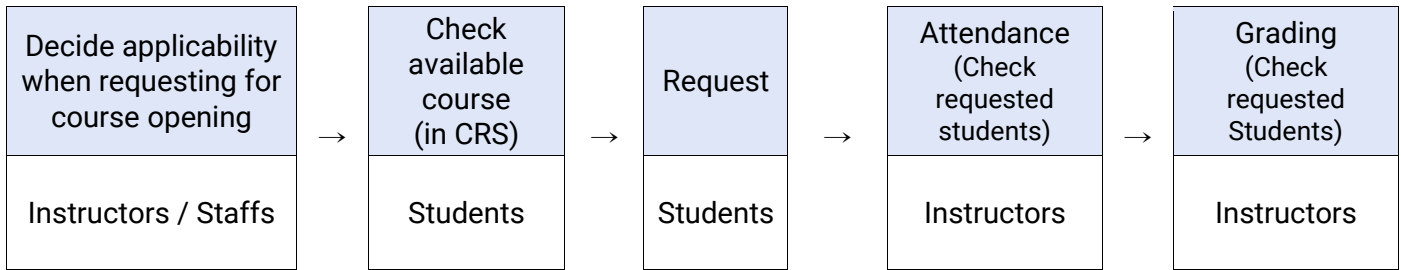 Decide applicability
when requesting for
course opening
Instructors / Staffs
→
Check
available
course
(in CRS)
Students
→
Request
Students
→
Attendance
(Check
requested
students)
Instructors
→
Grading
(Check
requested
Students)
Instructors